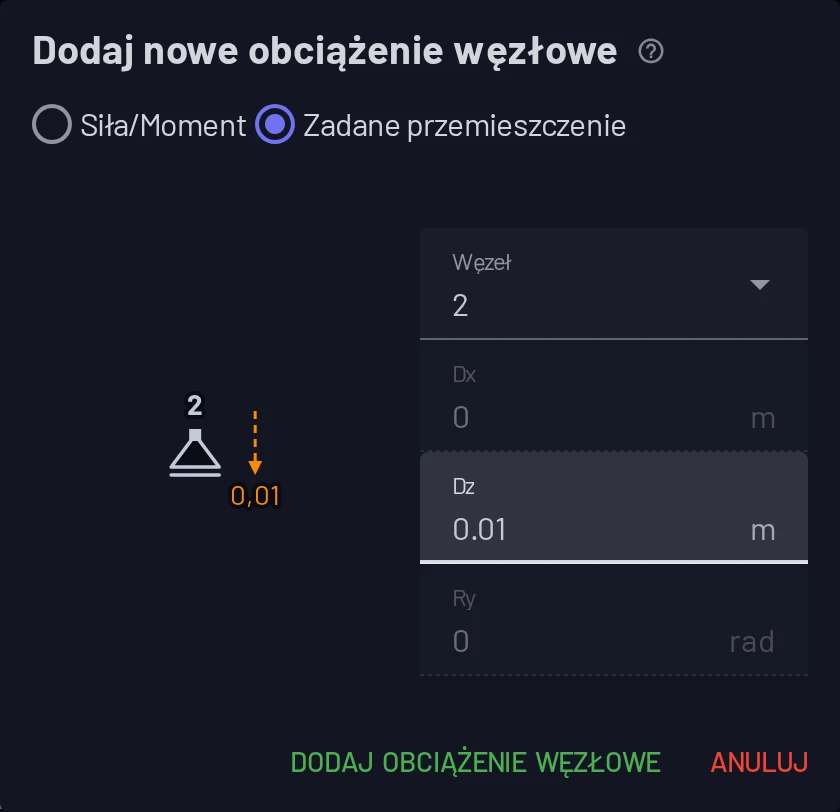 Dodaj nowe obciążenie węzłowe
Siła/Moment Zadane przemieszczenie
Węzeł
2
Dx
0 m
2
0,01
Dz
0.01 m
Ry
0 rad
DODAJ OBCIĄŻENIE WĘZŁOWE ANULUJ